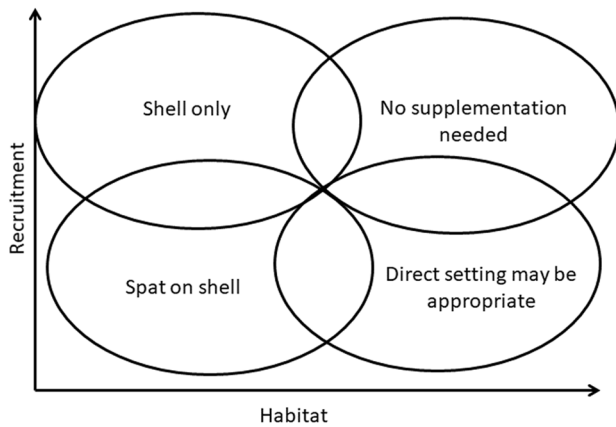 Shell only
No supplementation
needed
Recruitment
Spat on shell
Direct setting may be
appropriate
Habitat